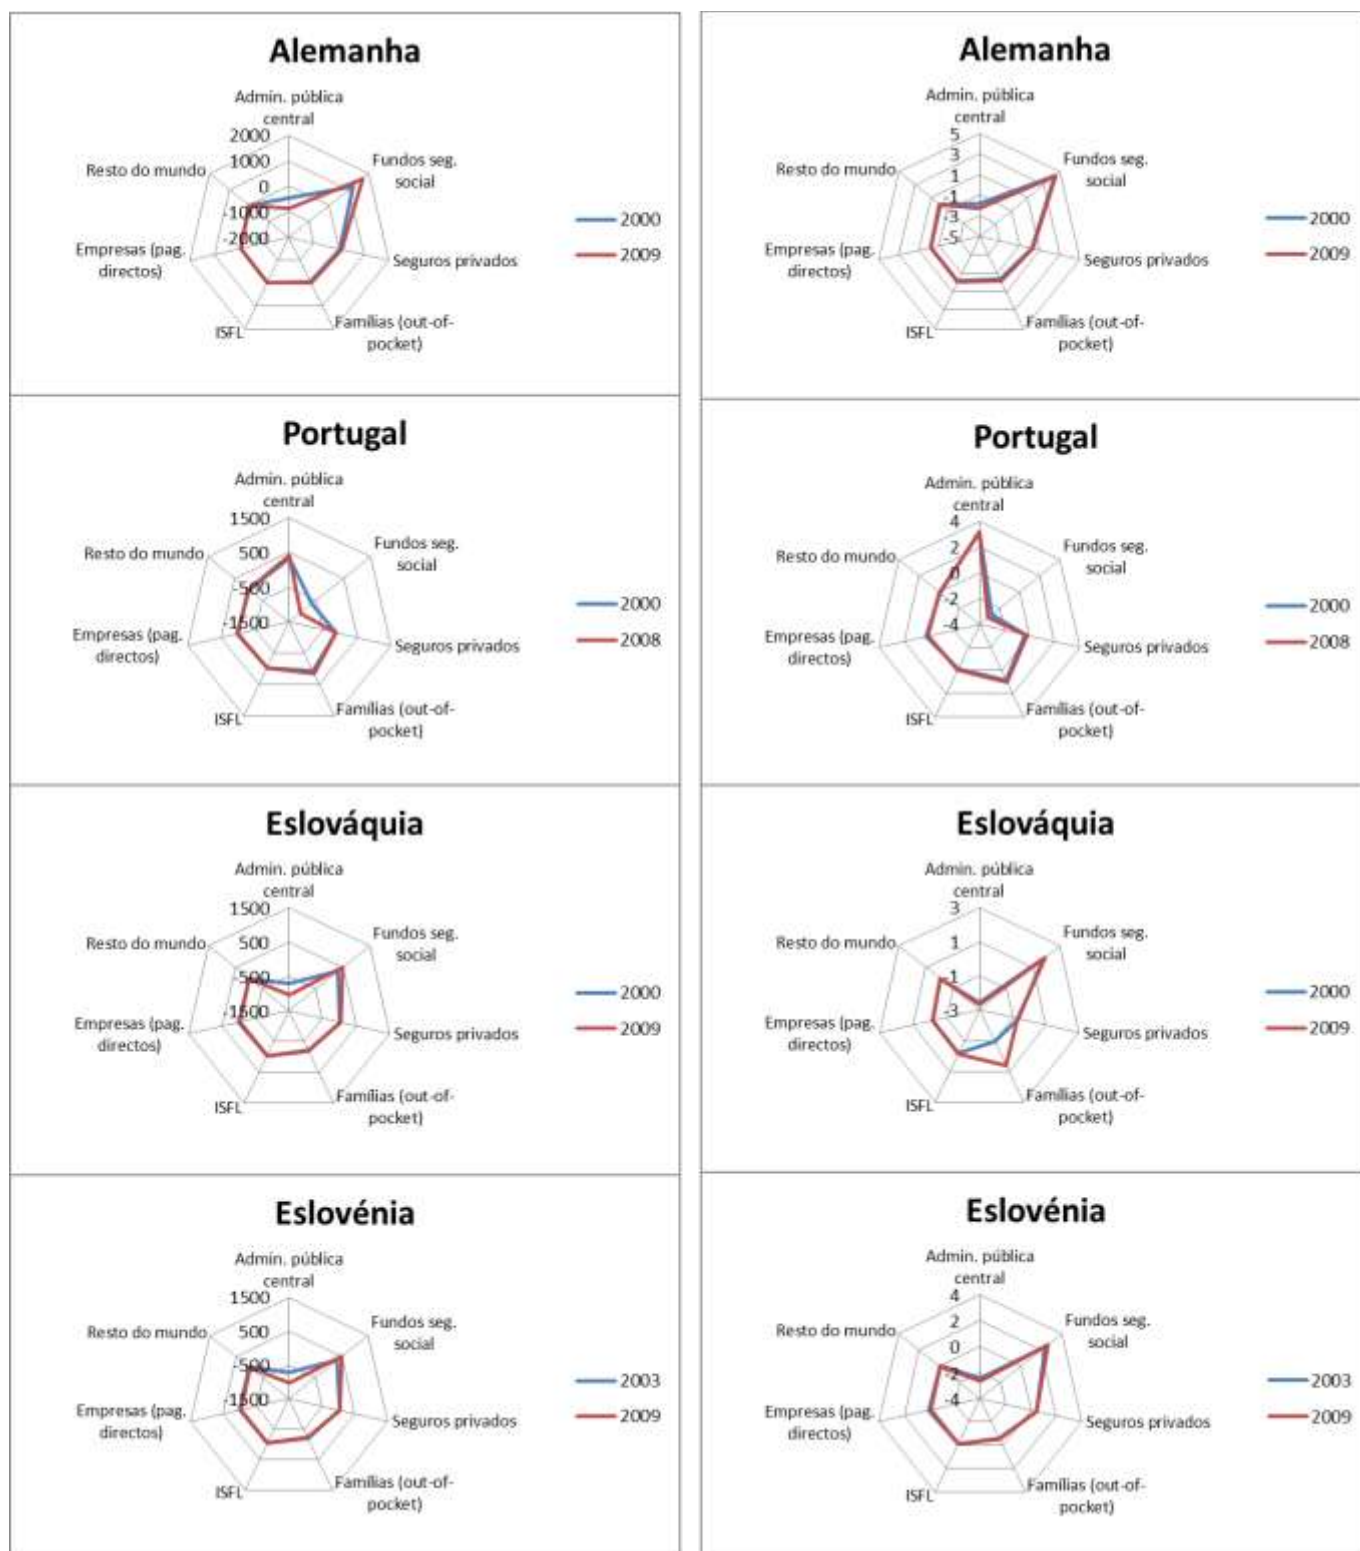 Alemanha
Admin. pública
central
2000
1000
0
-1000
-2000
Fundos seg.
social
Seguros privados
Famílias (out-of-
pocket)
ISFL
Empresas (pag.
directos)
Resto do mundo
2000
2009
Alemanha
Admin. pública
central
5
3
1
-1
-3
-5
Fundos seg.
social
Seguros privados
Famílias (out-of-
pocket)
ISFL
Empresas (pag.
directos)
Resto do mundo
2000
2009
Portugal
Admin. pública
central
1500
500
-500
-1500
Fundos seg.
social
Seguros privados
Famílias (out-of-
pocket)
ISFL
Empresas (pag.
directos)
Resto do mundo
2000
2008
Portugal
Admin. pública
central
4
2
0
-2
-4
Fundos seg.
social
Seguros privados
Famílias (out-of-
pocket)
ISFL
Empresas (pag.
directos)
Resto do mundo
2000
2008
Eslováquia
Admin. pública
central
1500
500
-500
-1500
Fundos seg.
social
Seguros privados
Famílias (out-of-
pocket)
ISFL
Empresas (pag.
directos)
Resto do mundo
2000
2009
Eslováquia
Admin. pública
central
3
1
-1
-3
Fundos seg.
social
Seguros privados
Famílias (out-of-
pocket)
ISFL
Empresas (pag.
directos)
Resto do mundo
2000
2009
Eslovénia
Admin. pública
central
1500
500
-500
-1500
Fundos seg.
social
Seguros privados
Famílias (out-of-
pocket)
ISFL
Empresas (pag.
directos)
Resto do mundo
2003
2009
Eslovénia
Admin. pública
central
4
2
0
-2
-4
Fundos seg.
social
Seguros privados
Famílias (out-of-
pocket)
ISFL
Empresas (pag.
directos)
Resto do mundo
2003
2009